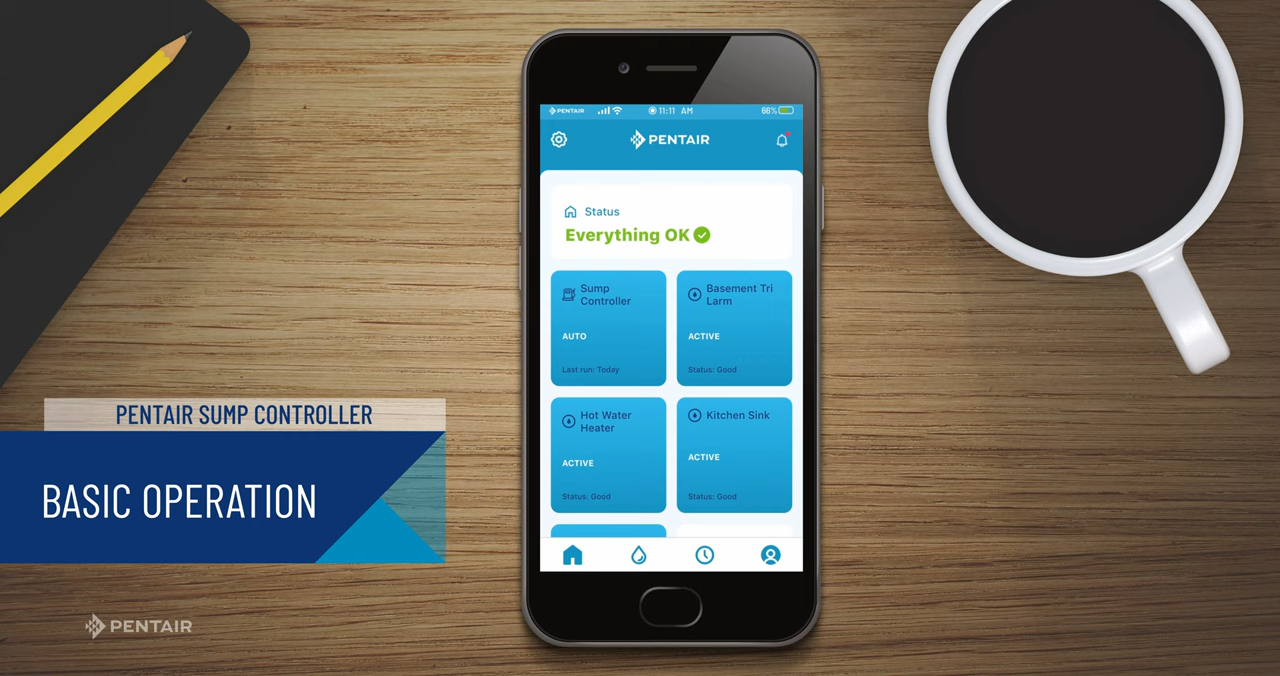 PENTAIR
11:11 AM
66%
PENTAIR
Status
Everything OK
Sump
Controller
AUTO
Last run: Today
Basement Tri
Larm
ACTIVE
Status: Good
Hot Water
Heater
ACTIVE
Status: Good
Kitchen Sink
ACTIVE
Status: Good
PENTAIR SUMP CONTROLLER
BASIC OPERATION
PENTAIR